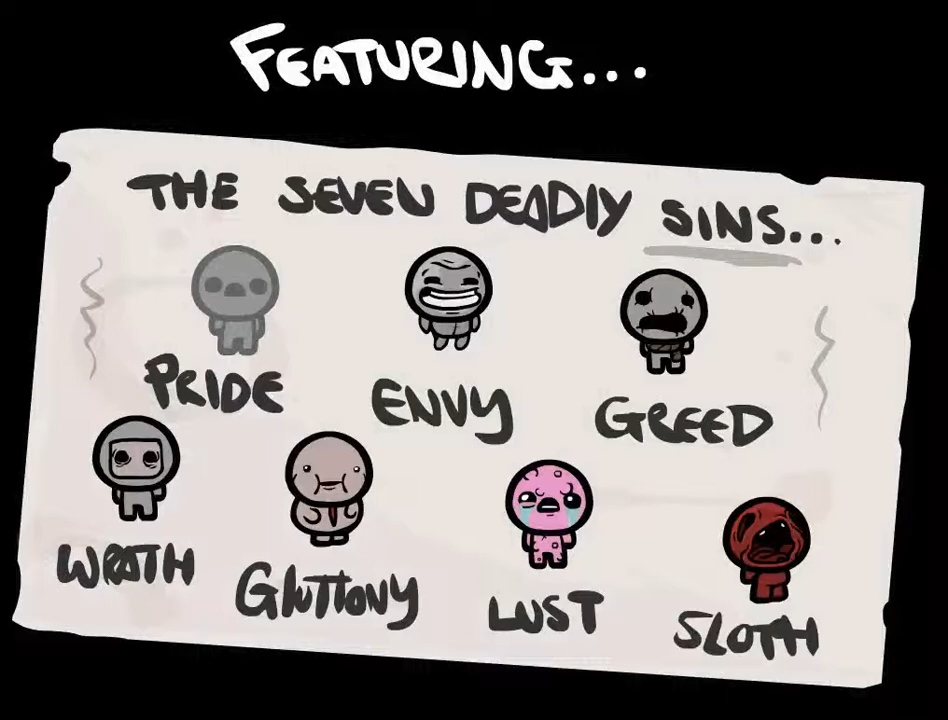 FEATURING...
THE SEVEN DEADLY SINS...
PRIDE ENVY GREED
WRATH GluTTONY LUST SLOTH